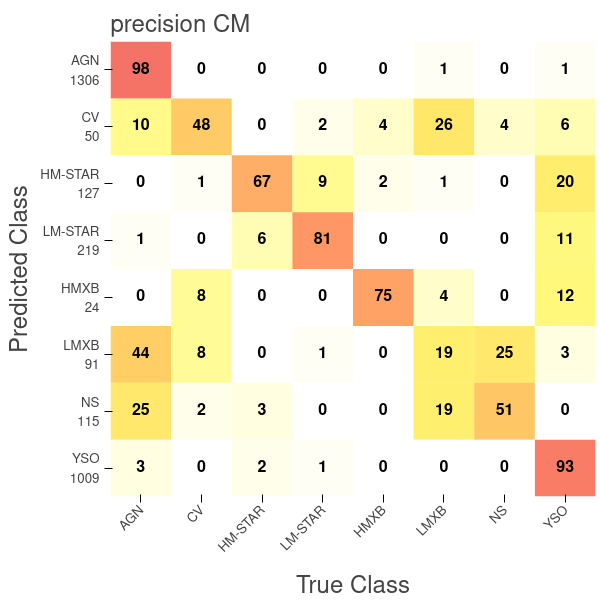 precision CM
AGN
1306
98 0 0 0 0 1 0 1
CV
50
10 48 0 2 4 26 4 6
HM-STAR
127
0 1 67 9 2 1 0 20
LM-STAR
219
1 0 6 81 0 0 0 11
HMXB
24
0 8 0 0 75 4 0 12
LMXB
91
44 8 0 1 0 19 25 3
NS
115
25 2 3 0 0 19 51 0
YSO
1009
3 0 2 1 0 0 0 93
Predicted Class
AGN CV HM-STAR LM-STAR HMXB LMXB NS YSO
True Class